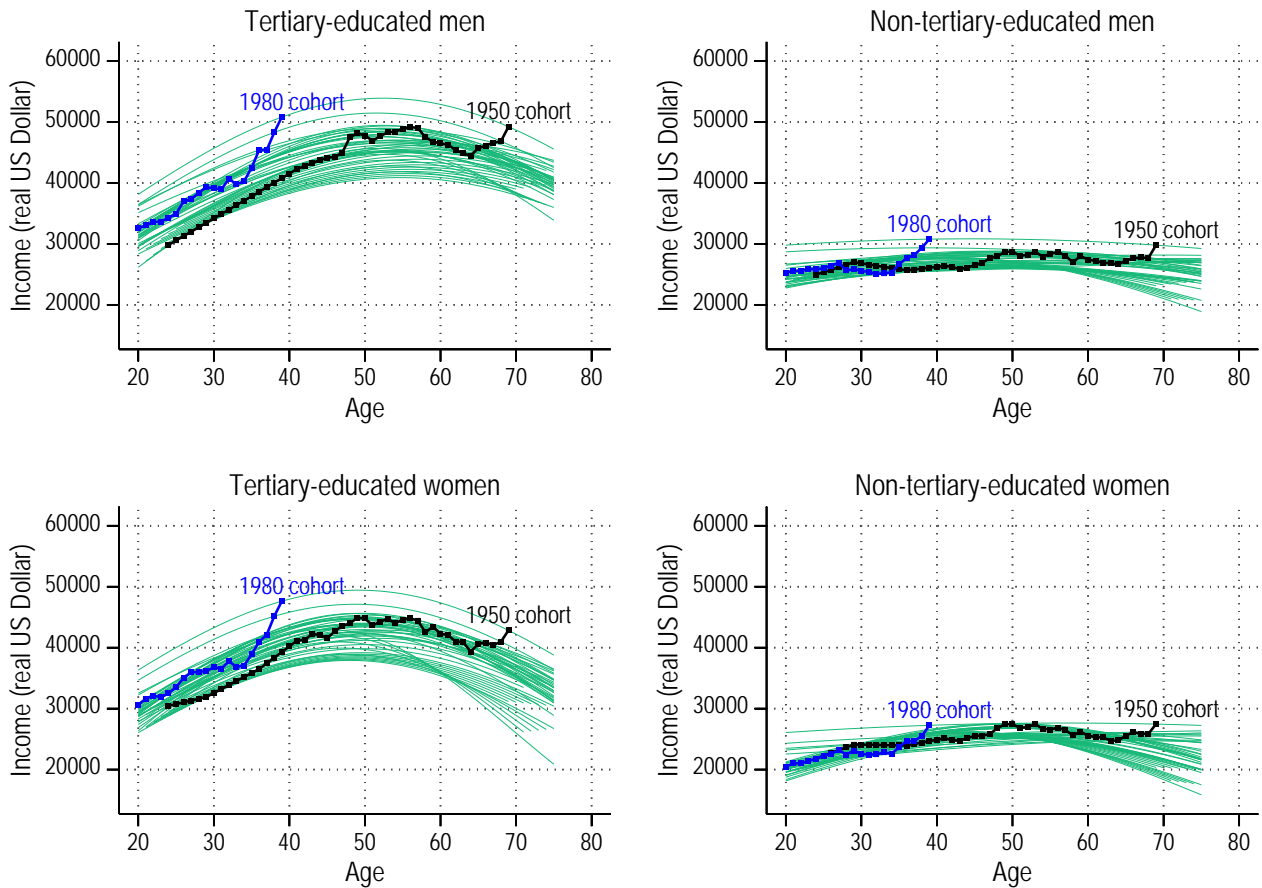 Tertiary-educated men
Income (real US Dollar)
60000
50000
40000
30000
20000
1980 cohort
1950 cohort
20 30 40 50 60 70 80
Age
Non-tertiary-educated men
Income (real US Dollar)
60000
50000
40000
30000
20000
1980 cohort
1950 cohort
20 30 40 50 60 70 80
Age
Tertiary-educated women
Income (real US Dollar)
60000
50000
40000
30000
20000
1980 cohort
1950 cohort
20 30 40 50 60 70 80
Age
Non-tertiary-educated women
Income (real US Dollar)
60000
50000
40000
30000
20000
1980 cohort
1950 cohort
20 30 40 50 60 70 80
Age